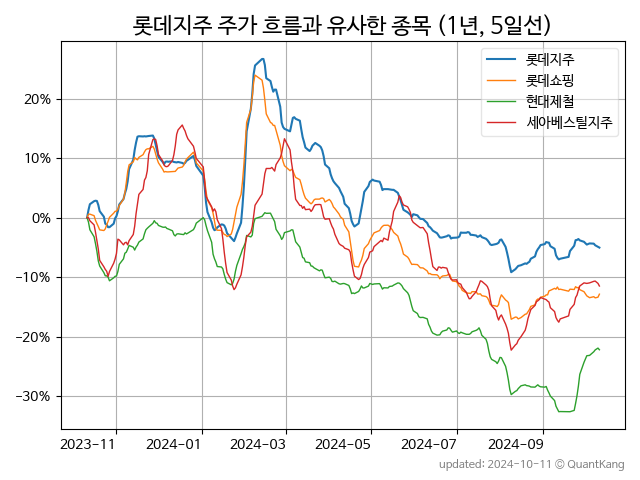 롯데지주 주가 흐름과 유사한 종목 (1년, 5일선)
롯데지주
롯데쇼핑
현대제철
세아베스틸지주
20%
10%
0%
−10%
−20%
−30%
2023-11 2024-01 2024-03 2024-05 2024-07 2024-09
updated: 2024-10-11 © QuantKang